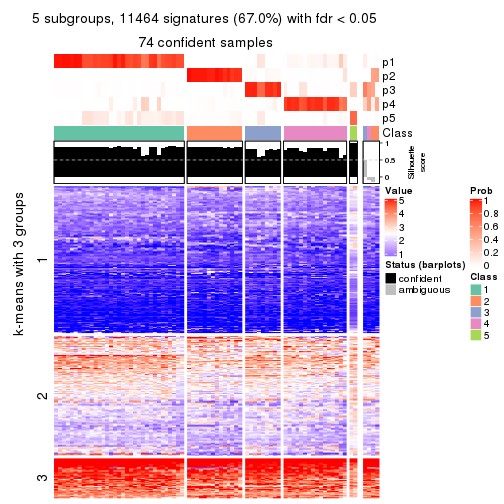 5 subgroups, 11464 signatures (67.0%) with fdr < 0.05
74 confident samples
p1
p2
p3
p4
p5
Class
1
0.5
0
Silhouette
score
k-means with 3 groups
1
2
3
Value
5
4
3
2
1
Status (barplots)
confident
ambiguous
Prob
1
0.8
0.6
0.4
0.2
0
Class
1
2
3
4
5